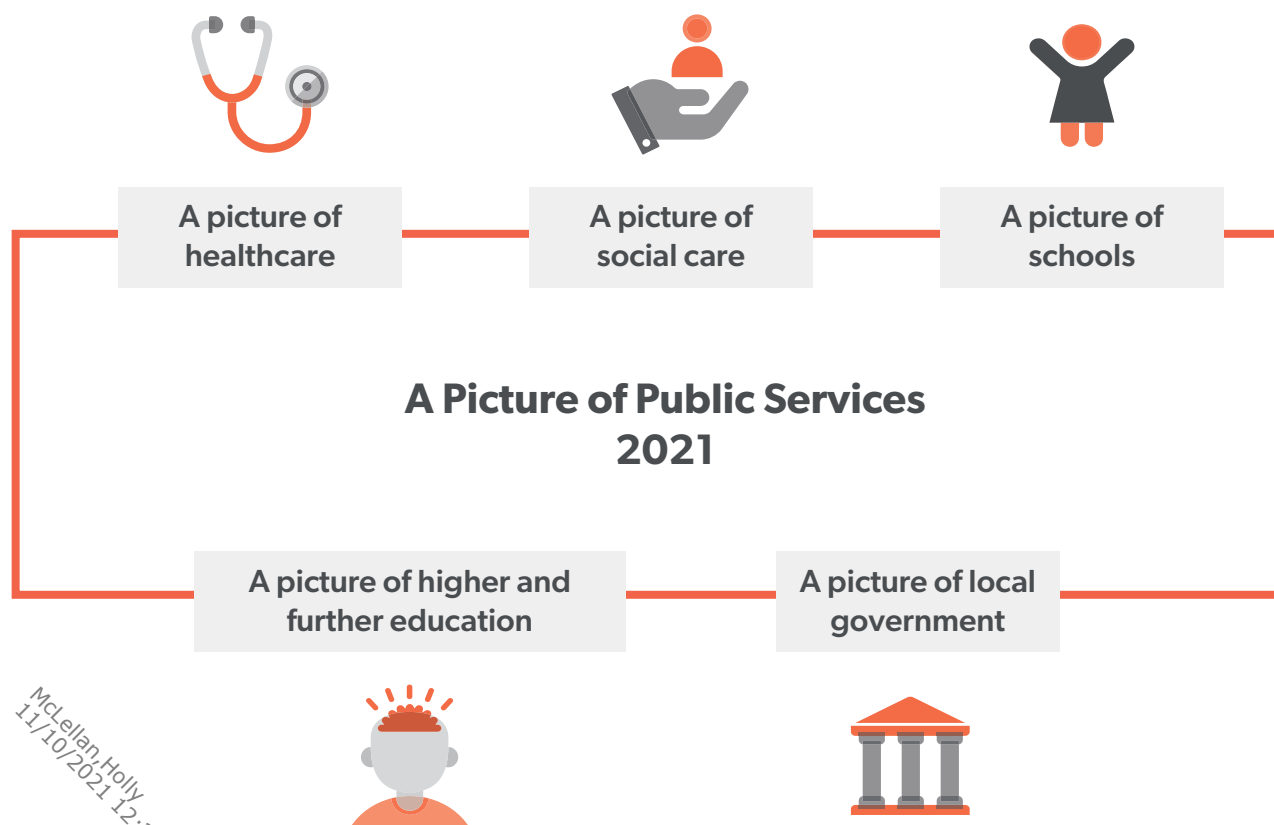 A picture of
healthcare
A picture of
social care
A picture of
schools
A Picture of Public Services
2021
A picture of higher and
further education
A picture of local
government
McLellan,Holly
11/10/2021